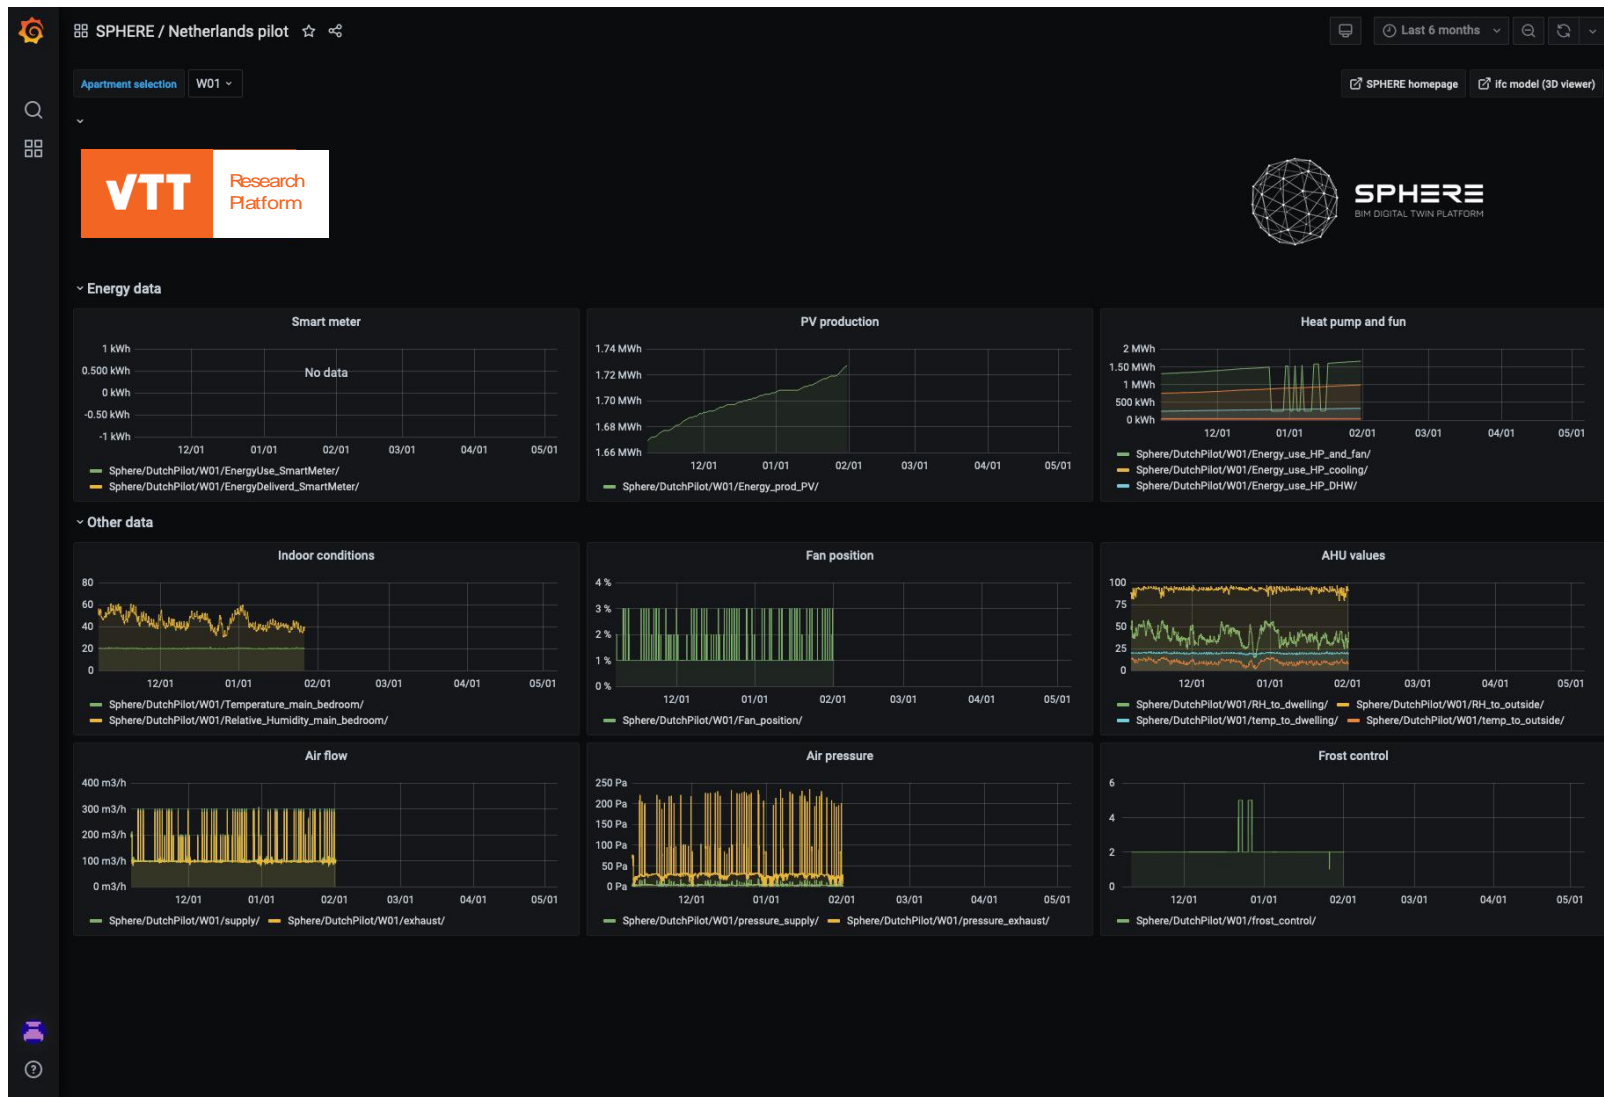 SPHERE / Netherlands pilot
Last 6 months
Apartment selection W01
SPHERE homepage
ifc model (3D viewer)
VTT
Research
Platform
SPHERE
BIM DIGITAL TWIN PLATFORM
Energy data
Smart meter
1 kWh
0.500 kWh
0 kWh
-0.50 kWh
-1 kWh
No data
12/01 01/01 02/01 03/01 04/01 05/01
Sphere/DutchPilot/W01/EnergyUse_SmartMeter/
Sphere/DutchPilot/W01/EnergyDeliverd_SmartMeter/
PV production
1.74 MWh
1.72 MWh
1.70 MWh
1.68 MWh
1.66 MWh
12/01 01/01 02/01 03/01 04/01 05/01
Sphere/DutchPilot/W01/Energy_prod_PV/
Heat pump and fun
2 MWh
1.50 MWh
1 MWh
500 kWh
0 kWh
12/01 01/01 02/01 03/01 04/01 05/01
Sphere/DutchPilot/W01/Energy_use_HP_and_fan/
Sphere/DutchPilot/W01/Energy_use_HP_cooling/
Sphere/DutchPilot/W01/Energy_use_HP_DHW/
Other data
Indoor conditions
80
60
40
20
0
12/01 01/01 02/01 03/01 04/01 05/01
Sphere/DutchPilot/W01/Temperature_main_bedroom/
Sphere/DutchPilot/W01/Relative_Humidity_main_bedroom/
Fan position
4 %
3 %
2 %
1 %
0 %
12/01 01/01 02/01 03/01 04/01 05/01
Sphere/DutchPilot/W01/Fan_position/
AHU values
100
75
50
25
0
12/01 01/01 02/01 03/01 04/01 05/01
Sphere/DutchPilot/W01/RH_to_dwelling/ Sphere/DutchPilot/W01/RH_to_outside/
Sphere/DutchPilot/W01/temp_to_dwelling/ Sphere/DutchPilot/W01/temp_to_outside/
Air flow
400 m3/h
300 m3/h
200 m3/h
100 m3/h
0 m3/h
12/01 01/01 02/01 03/01 04/01 05/01
Sphere/DutchPilot/W01/supply/ Sphere/DutchPilot/W01/exhaust/
Air pressure
250 Pa
200 Pa
150 Pa
100 Pa
50 Pa
0 Pa
12/01 01/01 02/01 03/01 04/01 05/01
Sphere/DutchPilot/W01/pressure_supply/ Sphere/DutchPilot/W01/pressure_exhaust/
Frost control
6
4
2
0
12/01 01/01 02/01 03/01 04/01 05/01
Sphere/DutchPilot/W01/frost_control/